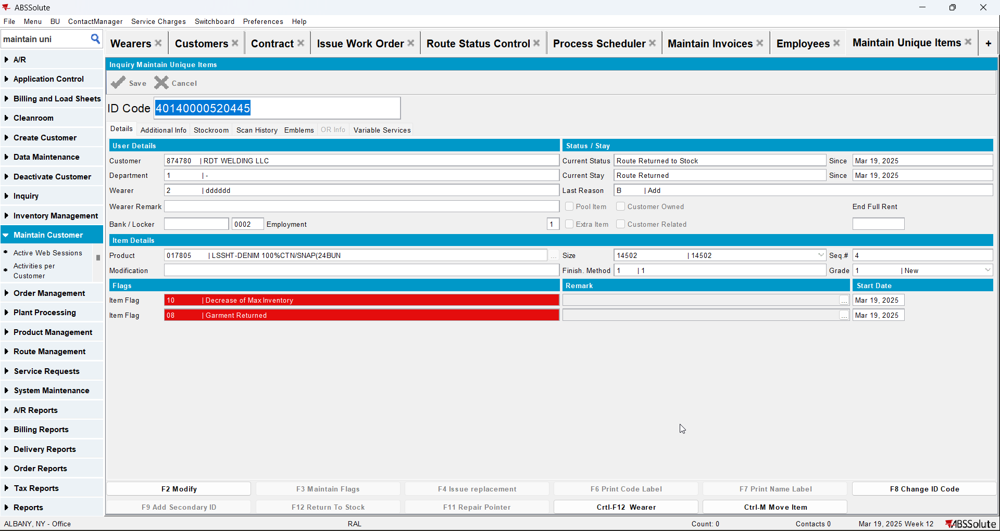 ABSSolute
File Menu BU ContactManager Service Charges Switchboard Preferences Help
maintain uni
Wearers Customers Contract Issue Work Order Route Status Control Process Scheduler Maintain Invoices Employees Maintain Unique Items +
A/R
Application Control
Billing and Load Sheets
Cleanroom
Create Customer
Data Maintenance
Deactivate Customer
Inquiry
Inventory Management
Maintain Customer
Active Web Sessions
Activities per
Customer
Order Management
Plant Processing
Product Management
Route Management
Service Requests
System Maintenance
A/R Reports
Billing Reports
Delivery Reports
Order Reports
Tax Reports
Reports
Inquiry Maintain Unique Items
Save Cancel
ID Code 40140000520445
Details Additional Info Stockroom Scan History Emblems OR Info Variable Services
User Details
Customer 874780 | RDT WELDING LLC
Department 1 | -
Wearer 2 | dddddd
Wearer Remark
Bank / Locker 0002 Employment 1
Status / Stay
Current Status Route Returned to Stock Since Mar 19, 2025
Current Stay Route Returned Since Mar 19, 2025
Last Reason B | Add
Pool Item Customer Owned End Full Rent
Extra Item Customer Related
Item Details
Product 017805 | LSSHT-DENIM 100%CTN/SNAP(24BUN ... Size 14502 | 14502 Seq.# 4
Modification Finish. Method 1 | 1 Grade 1 | New
Flags Remark Start Date
Item Flag 10 | Decrease of Max Inventory ... Mar 19, 2025
Item Flag 08 | Garment Returned ... Mar 19, 2025
F2 Modify F3 Maintain Flags F4 Issue replacement F6 Print Code Label F7 Print Name Label F8 Change ID Code
F9 Add Secondary ID F12 Return To Stock F11 Repair Pointer Crtl-F12 Wearer Ctrl-M Move Item
ALBANY, NY - Office RAL Count: 0 Contacts 0 Mar 19, 2025 Week 12 ABSSolute